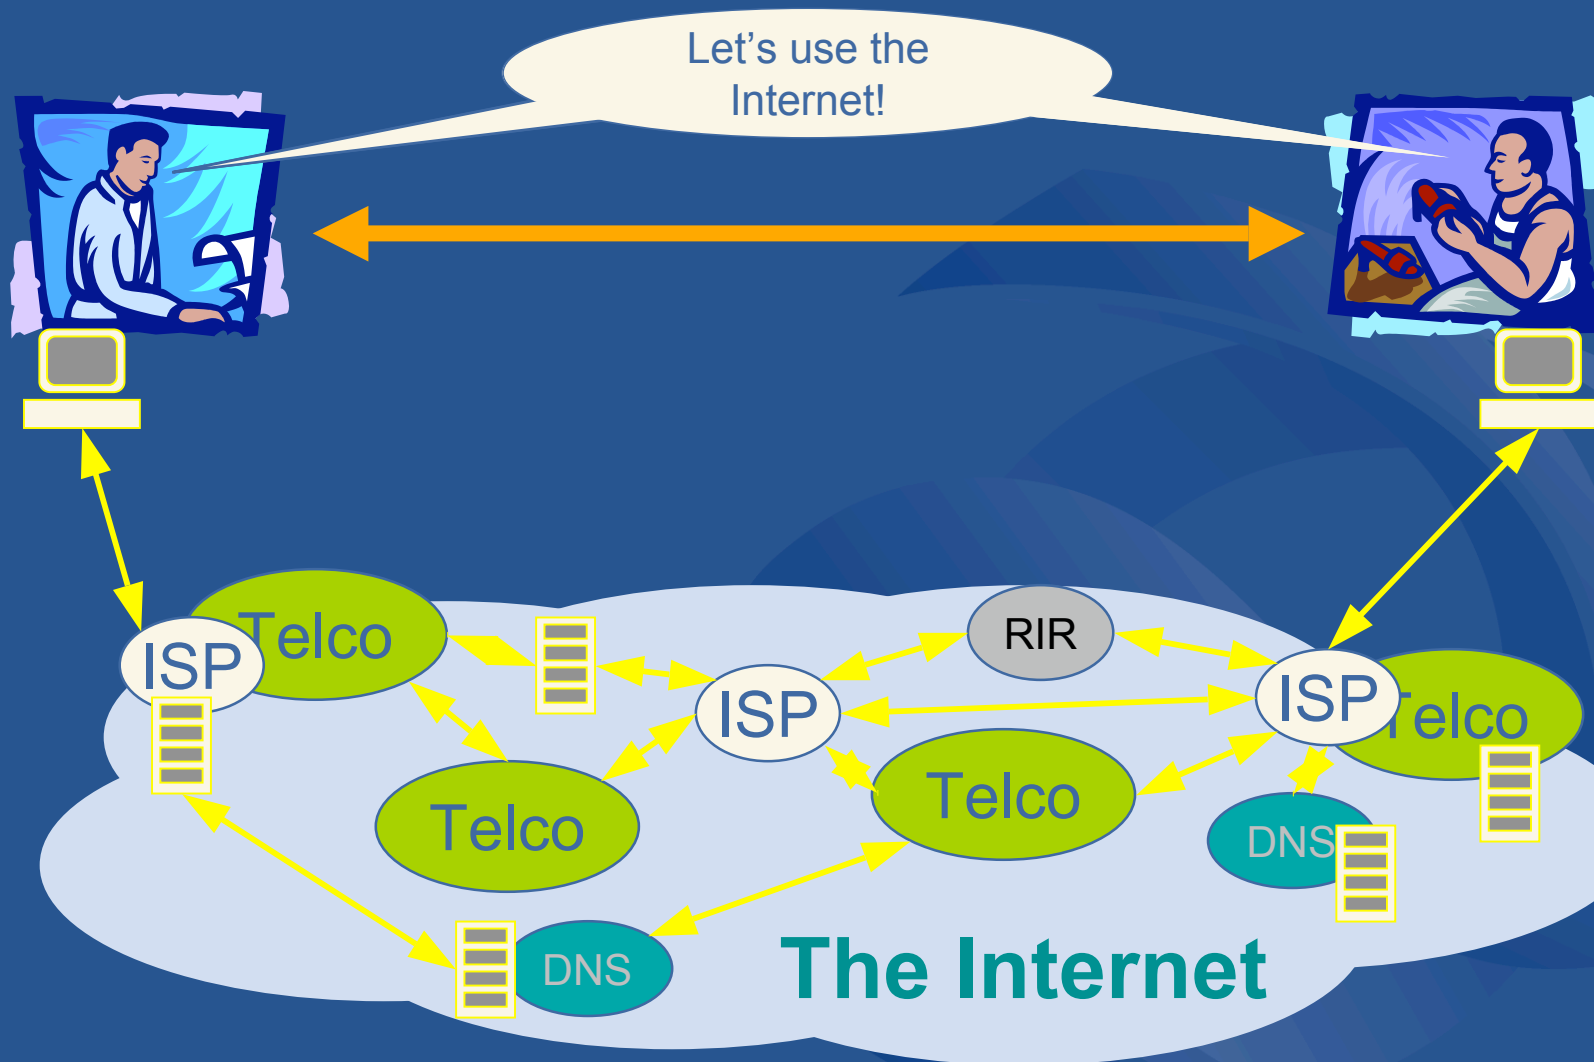 Let’s use the
Internet!
Telco
ISP
RIR
ISP
ISP
Telco
Telco
Telco
DNS
DNS
The Internet